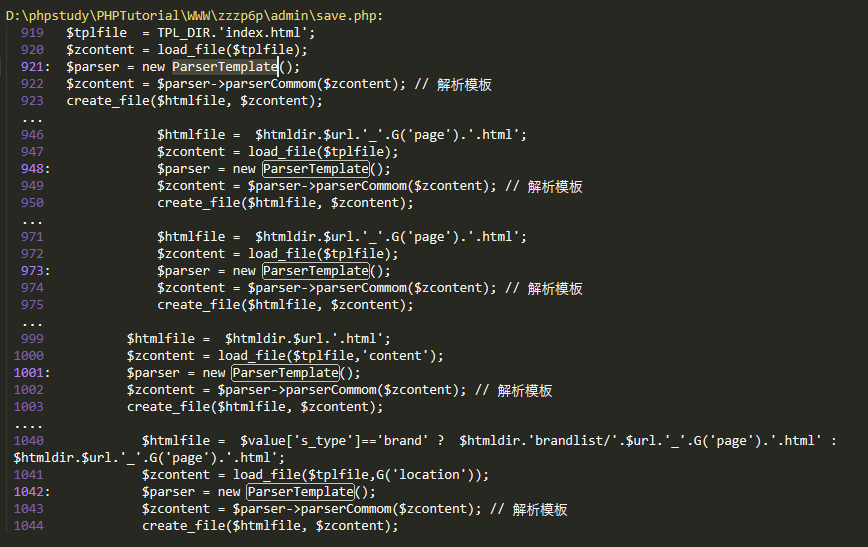 D:\phpstudy\PHPTutorial\WWW\zzzp6p\admin\save.php:
919 $tplfile = TPL_DIR.'index.html';
920 $zcontent = load_file($tplfile);
921: $parser = new ParserTemplate();
922 $zcontent = $parser->parserCommom($zcontent); // 解析模板
923 create_file($htmlfile, $zcontent);
...
946 $htmlfile = $htmldir.$url.'_'.G('page').'.html';
947 $zcontent = load_file($tplfile);
948: $parser = new ParserTemplate();
949 $zcontent = $parser->parserCommom($zcontent); // 解析模板
950 create_file($htmlfile, $zcontent);
...
971 $htmlfile = $htmldir.$url.'_'.G('page').'.html';
972 $zcontent = load_file($tplfile);
973: $parser = new ParserTemplate();
974 $zcontent = $parser->parserCommom($zcontent); // 解析模板
975 create_file($htmlfile, $zcontent);
...
999 $htmlfile = $htmldir.$url.'.html';
1000 $zcontent = load_file($tplfile,'content');
1001: $parser = new ParserTemplate();
1002 $zcontent = $parser->parserCommom($zcontent); // 解析模板
1003 create_file($htmlfile, $zcontent);
....
1040 $htmlfile = $value['s_type']=='brand' ? $htmldir.'brandlist/'.$url.'_'.G('page').'.html' :
$htmldir.$url.'_'.G('page').'.html';
1041 $zcontent = load_file($tplfile,G('location'));
1042: $parser = new ParserTemplate();
1043 $zcontent = $parser->parserCommom($zcontent); // 解析模板
1044 create_file($htmlfile, $zcontent);